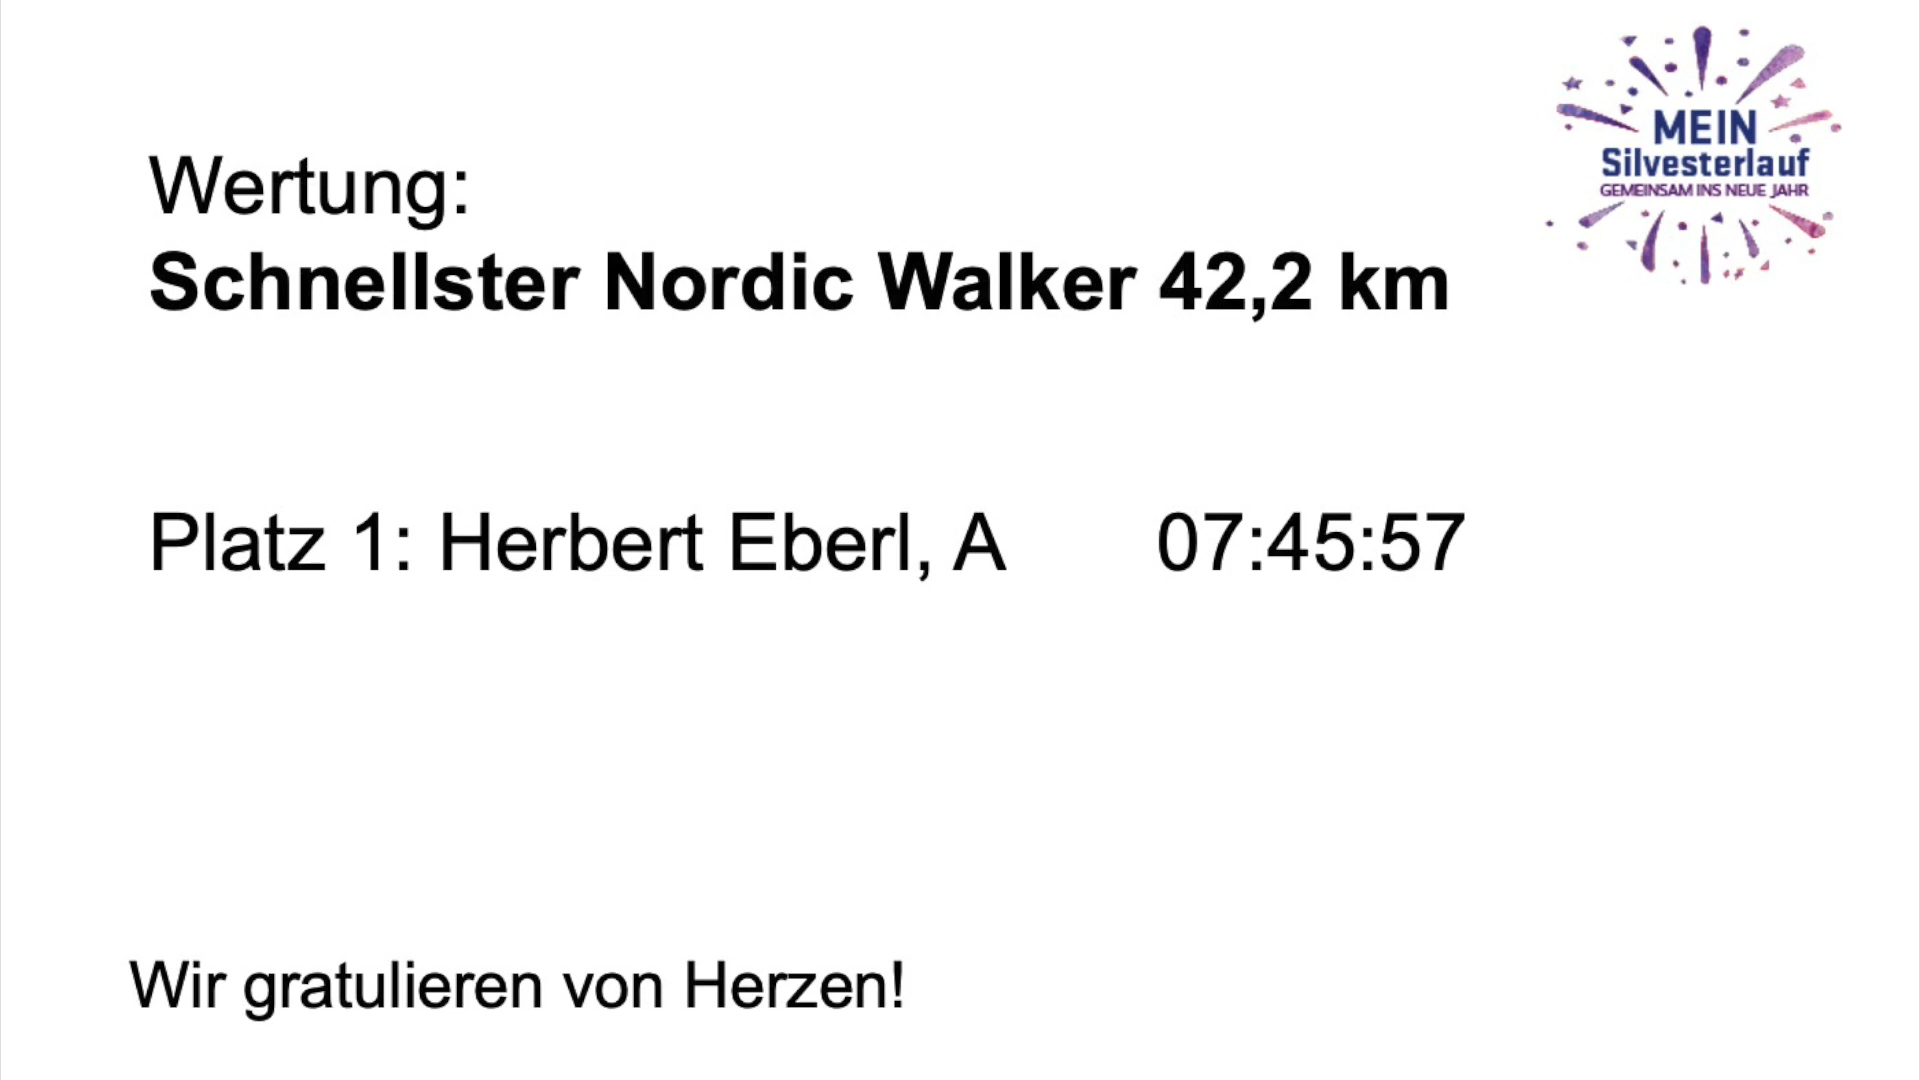 MEIN
Silvesterlauf
GEMEINSAM INS NEUE JAHR
Wertung:
Schnellster Nordic Walker 42,2 km
Platz 1: Herbert Eberl, A 07:45:57
Wir gratulieren von Herzen!